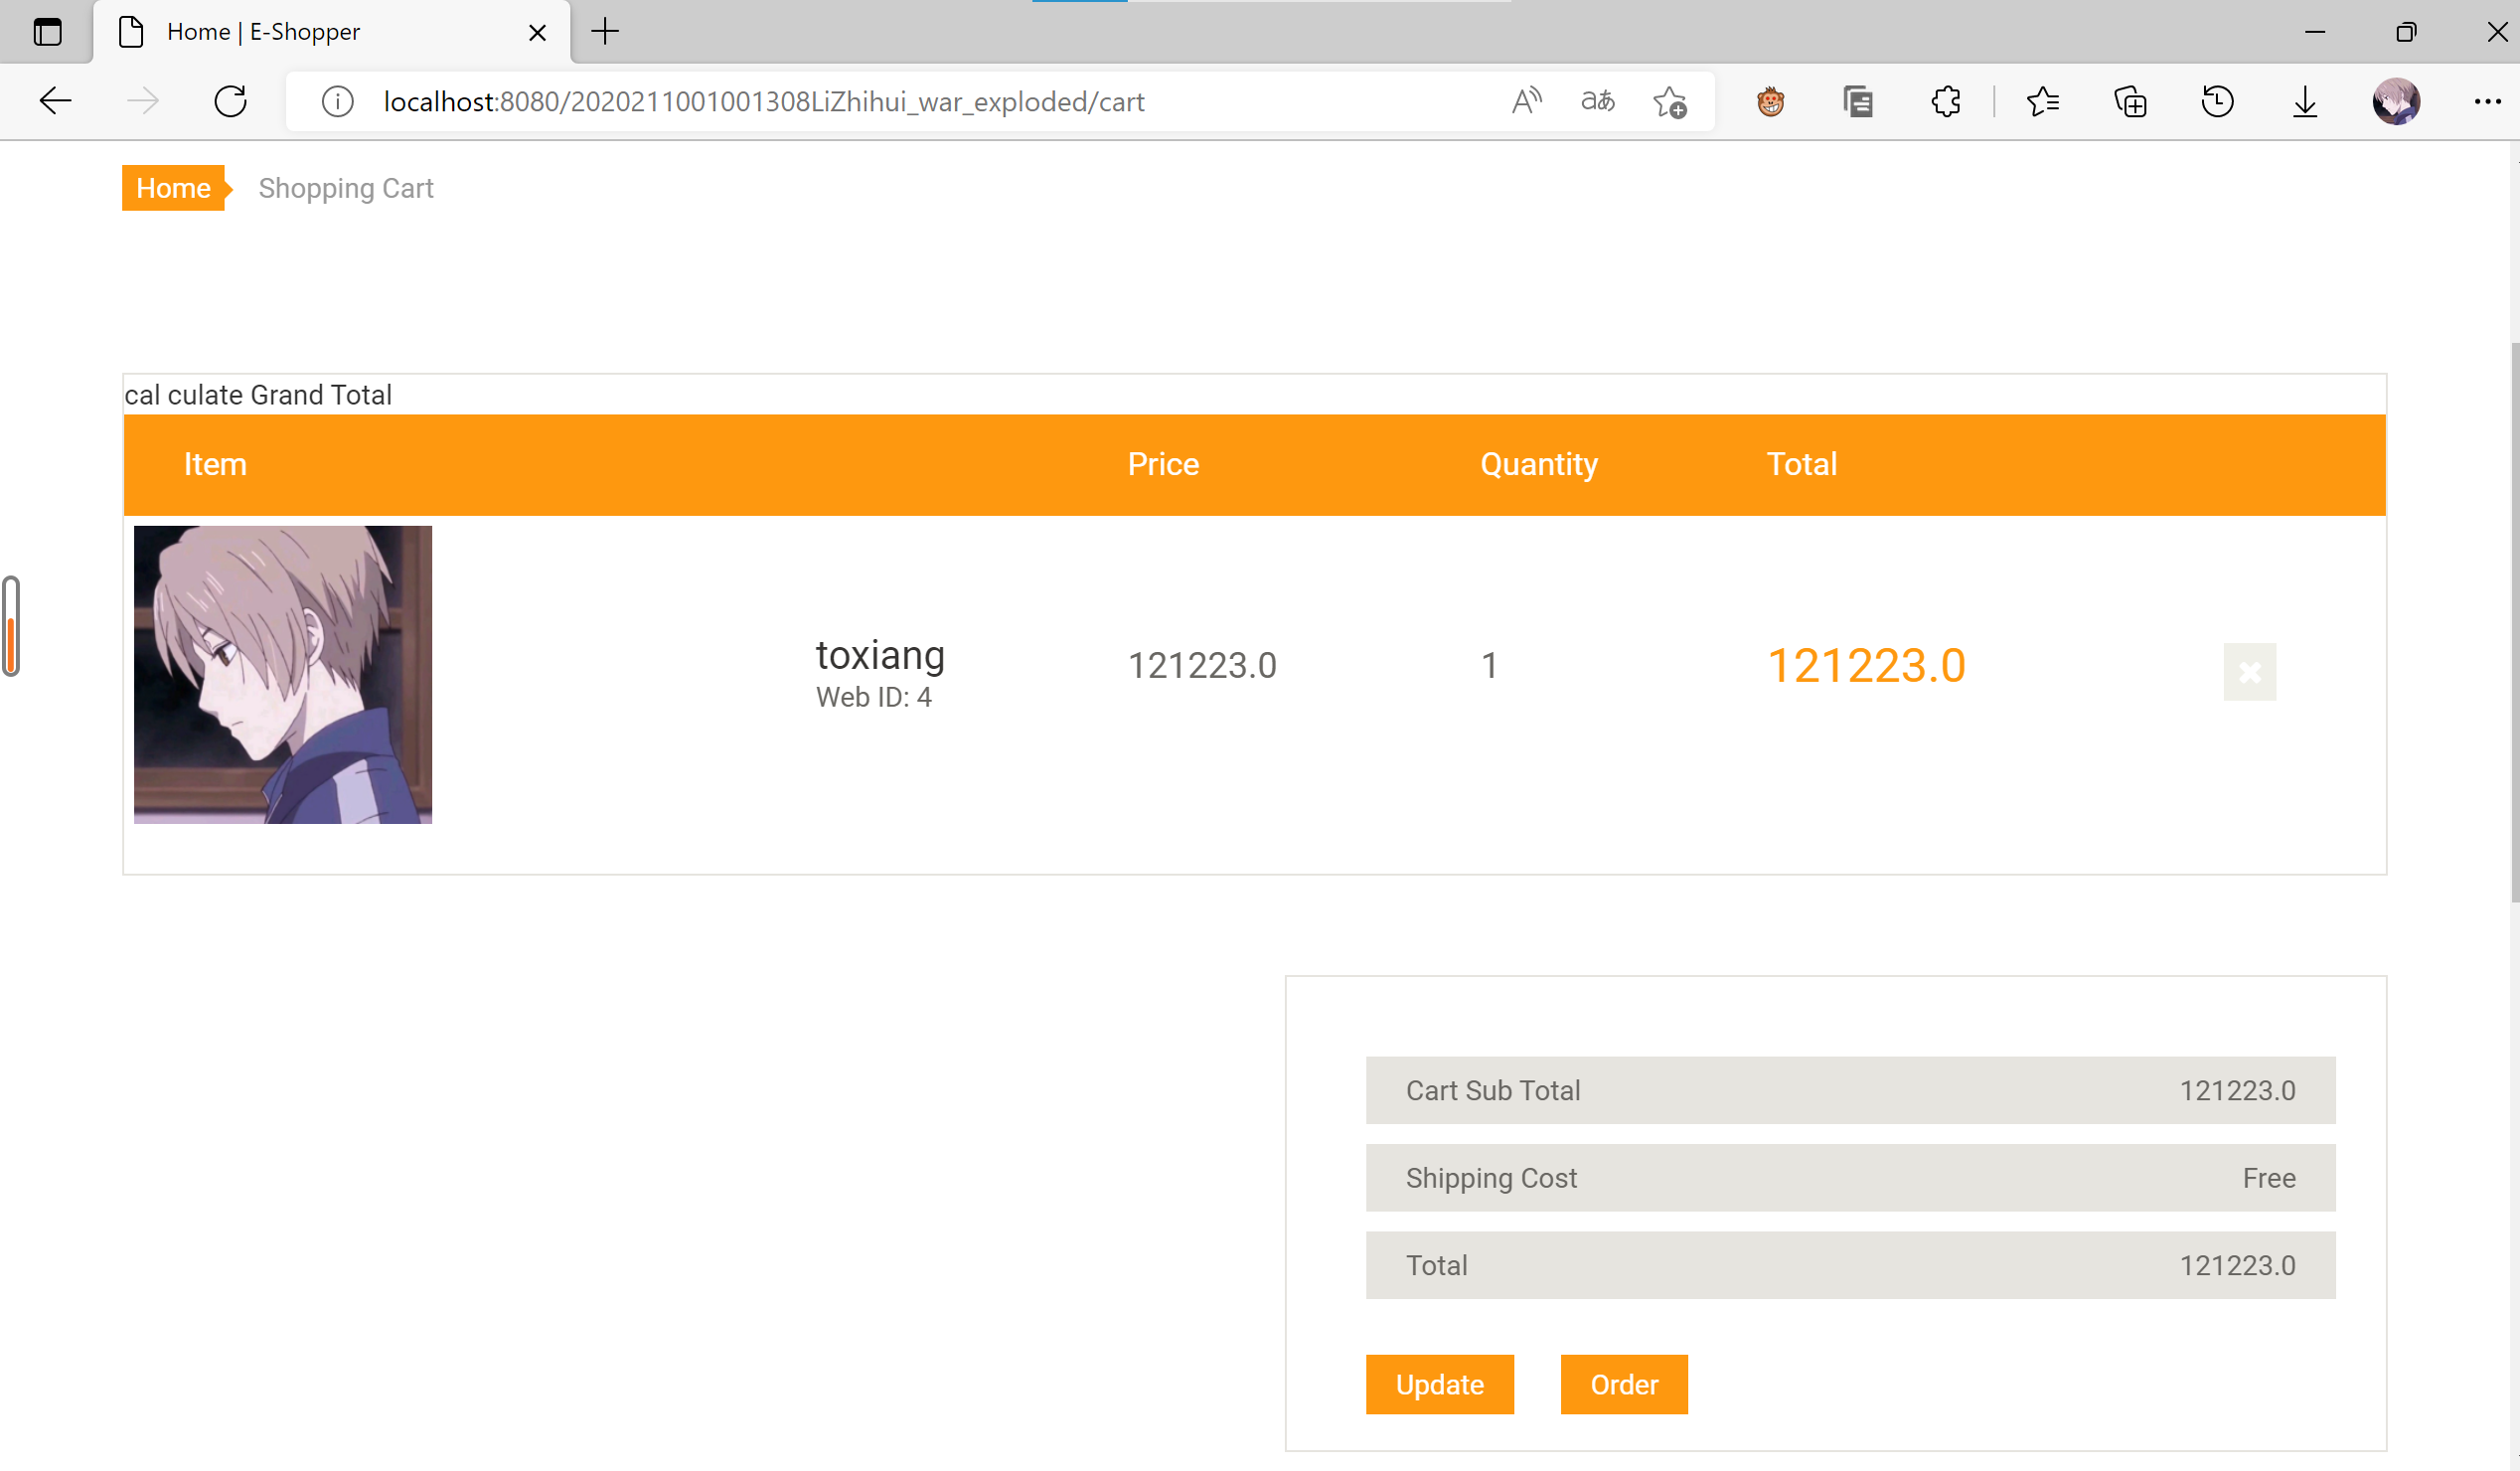 Home | E-Shopper
localhost:8080/2020211001001308LiZhihui_war_exploded/cart
Home Shopping Cart
cal culate Grand Total
Item Price Quantity Total
toxiang 121223.0 1 121223.0
Web ID: 4
Cart Sub Total 121223.0
Shipping Cost Free
Total 121223.0
Update Order